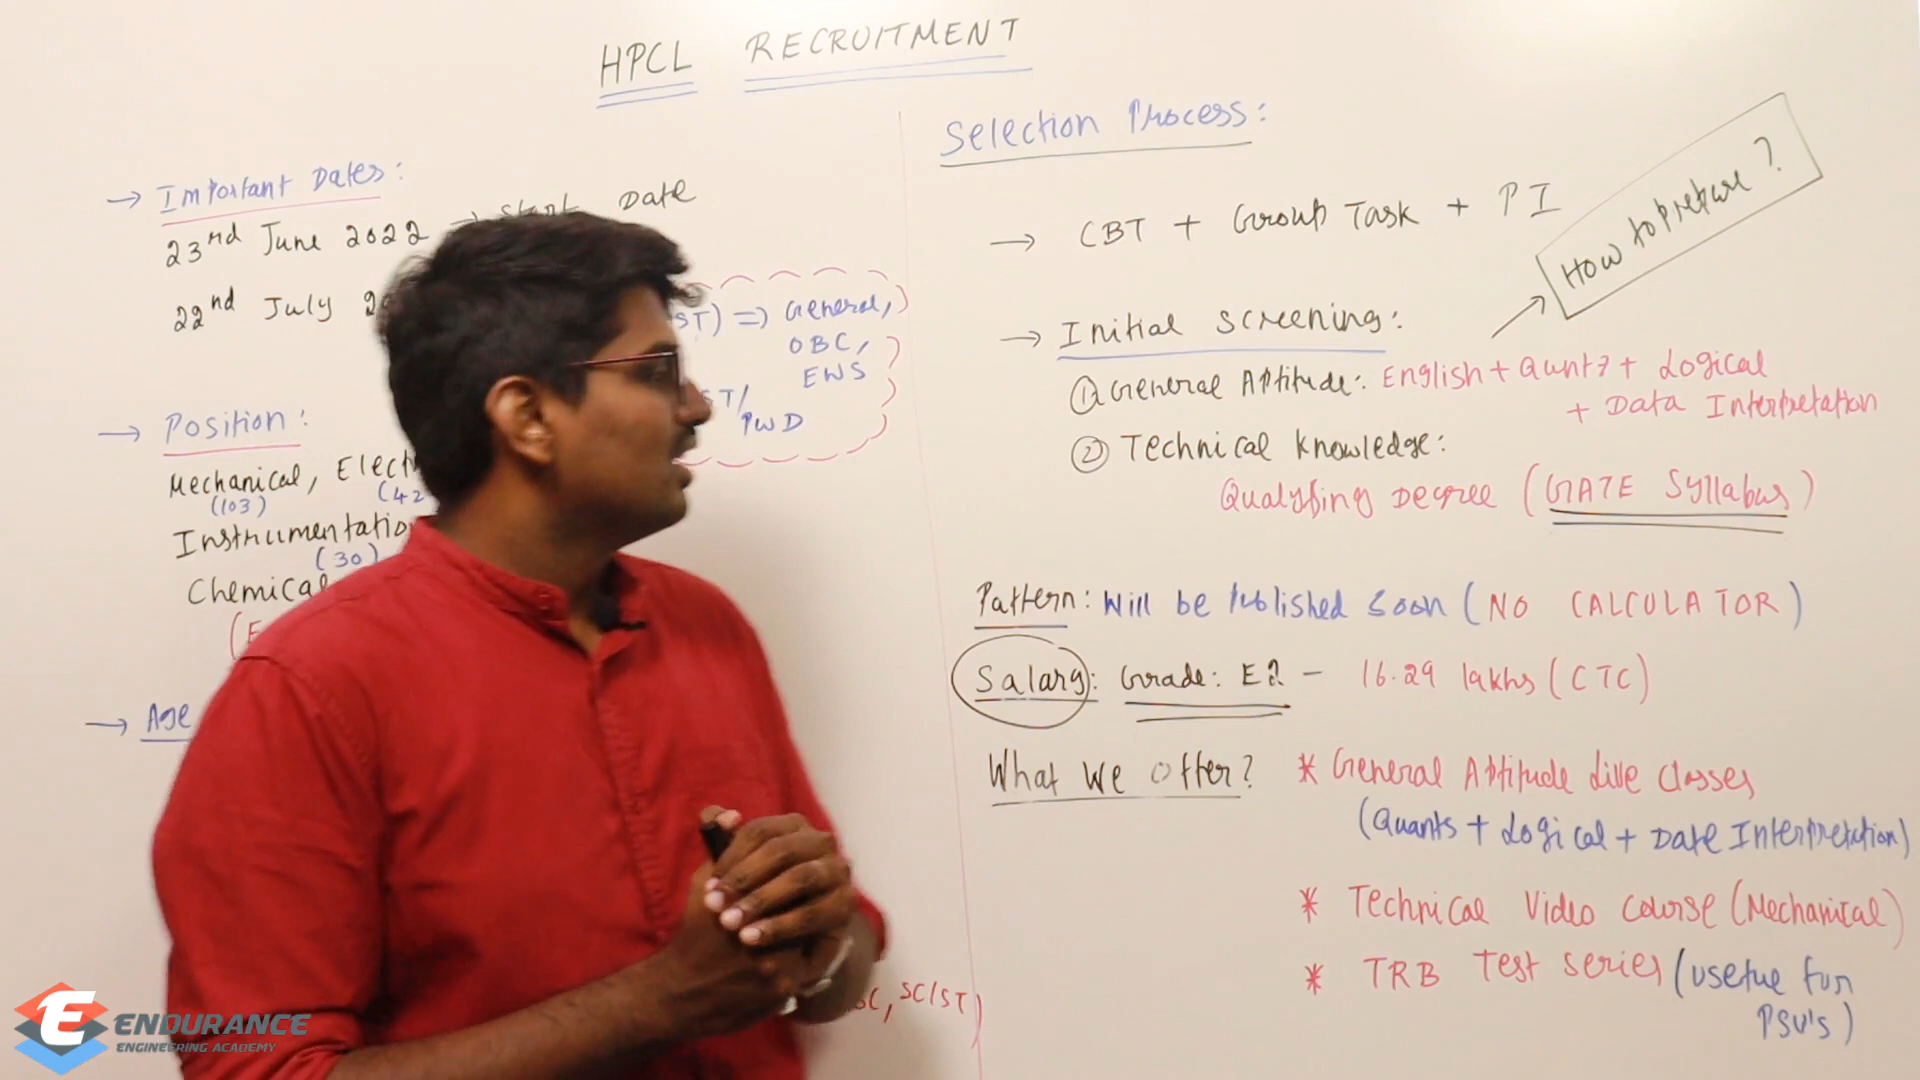 HPCL RECRUITMENT
→ Important Dates:
23rd June 2022 → Start Date
22nd July
ST) => General,
OBC,
EWS
ST/
PWD
→ Position:
Mechanical, Elect
(103) (42
Instrumentatio
(30)
Chemical
(E
→ Age
SC/ST)
Selection Process:
→ CBT + Group Task + PI
How to prepare?
→ Initial Screening:
① General Aptitude: English + Quants + Logical
+ Data Interpretation
② Technical Knowledge:
Qualyfing Degree (GATE Syllabus)
Pattern: Will be Published Soon (NO CALCULATOR)
Salary: Grade: E2 - 16.29 lakhs (CTC)
What We Offer? * General Aptitude Live Classes
(Quants + Logical + Date Interpretation)
* Technical Video Course (Mechanical)
* TRB Test Series (Useful for
PSU's)
ENDURANCE
ENGINEERING ACADEMY